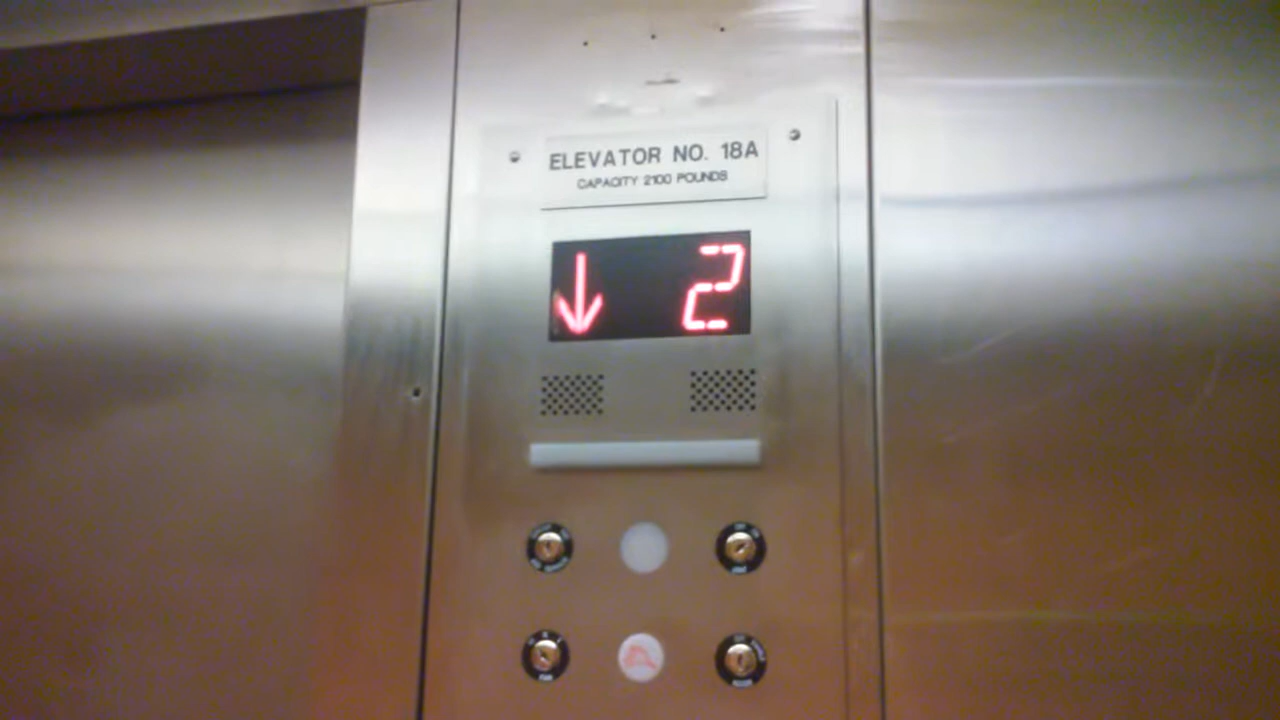 ELEVATOR NO. 18A
CAPACITY 2100 POUNDS
↓ 2